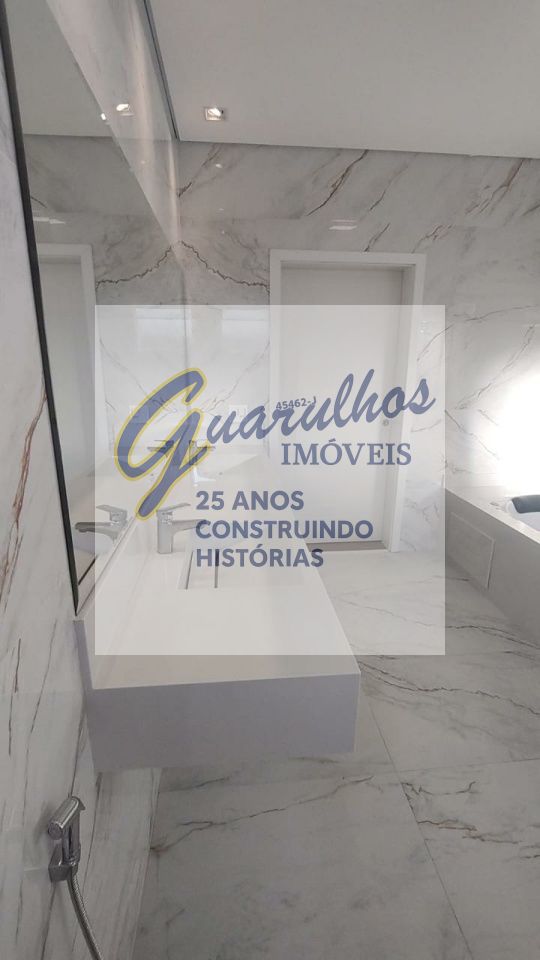 45462-J
Guarulhos
IMÓVEIS
25 ANOS
CONSTRUINDO
HISTÓRIAS